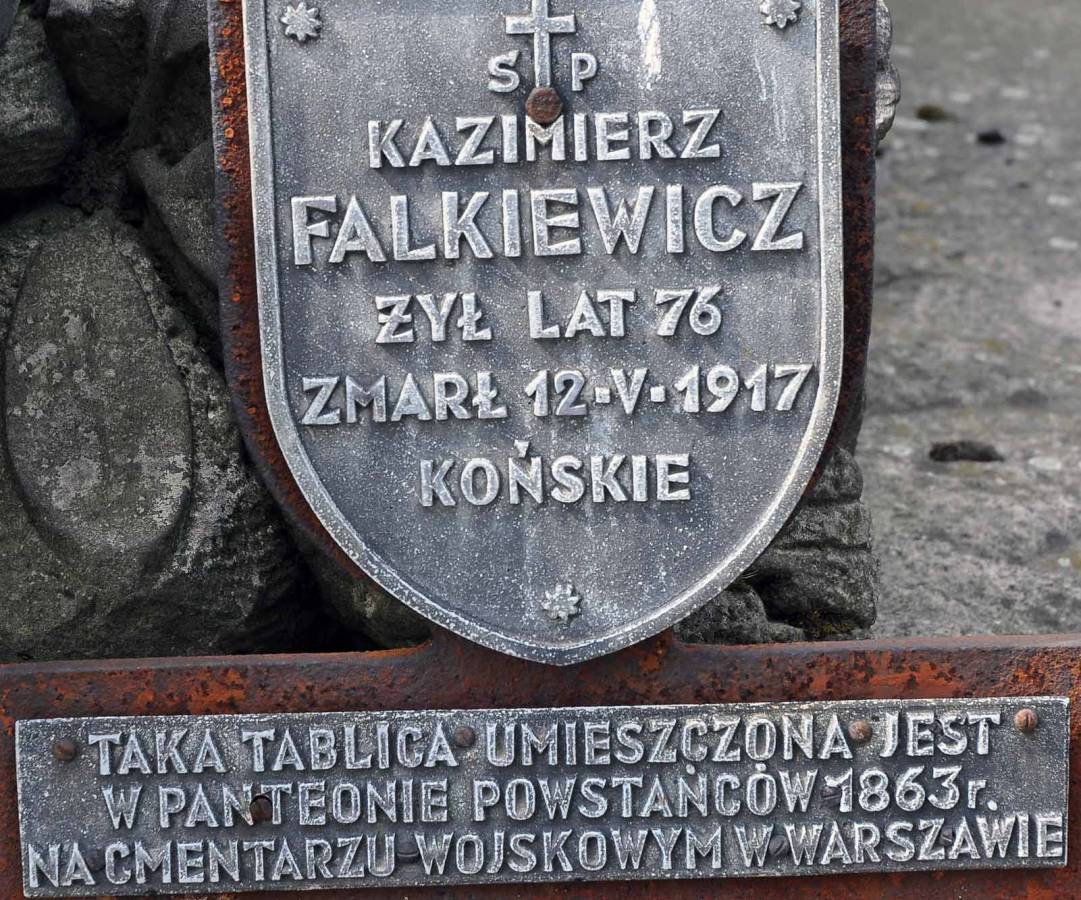 Ś P
KAZIMIERZ
FALKIEWICZ
ŻYŁ LAT 76
ZMARŁ 12·V·1917
KOŃSKIE
TAKA TABLICA UMIESZCZONA JEST
W PANTEONIE POWSTAŃCÓW 1863r.
NA CMENTARZU WOJSKOWYM W WARSZAWIE